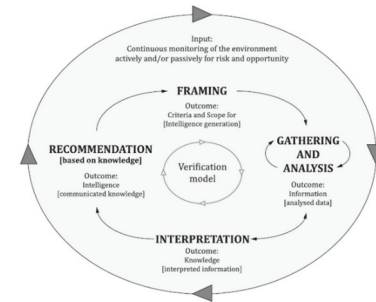 Input:
Continuous monitoring of the environment
actively and/or passively for risk and opportunity
FRAMING
Outcome:
Criteria and Scope for
[Intelligence generation]
RECOMMENDATION
[based on knowledge]
Outcome:
Intelligence
[communicated knowledge]
Verification
model
GATHERING
AND
ANALYSIS
Outcome:
Information
[analysed data]
INTERPRETATION
Outcome:
Knowledge
[interpreted information]